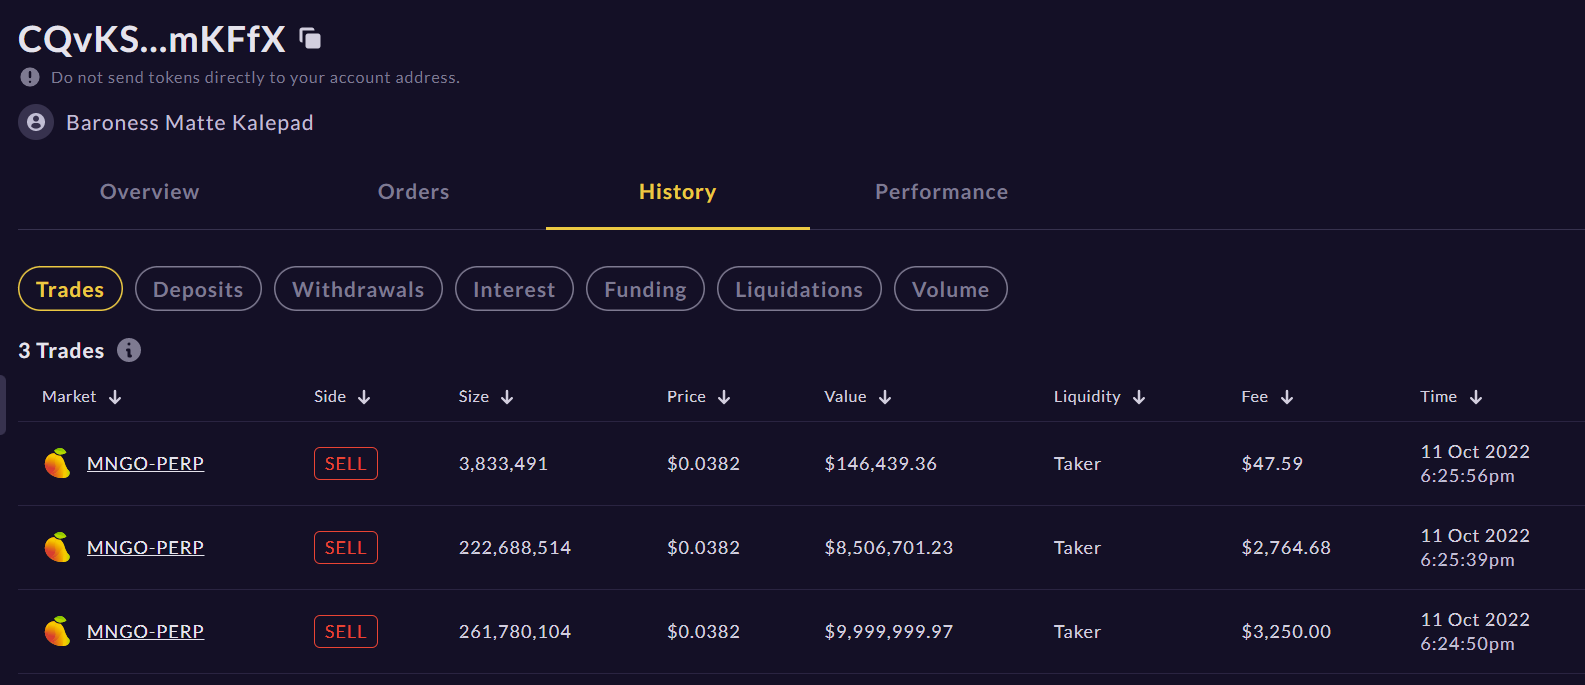 CQvKS...mKFfX
Do not send tokens directly to your account address.
Baroness Matte Kalepad
Overview Orders History Performance
Trades Deposits Withdrawals Interest Funding Liquidations Volume
3 Trades
Market Side Size Price Value Liquidity Fee Time
MNGO-PERP SELL 3,833,491 $0.0382 $146,439.36 Taker $47.59 11 Oct 2022
6:25:56pm
MNGO-PERP SELL 222,688,514 $0.0382 $8,506,701.23 Taker $2,764.68 11 Oct 2022
6:25:39pm
MNGO-PERP SELL 261,780,104 $0.0382 $9,999,999.97 Taker $3,250.00 11 Oct 2022
6:24:50pm